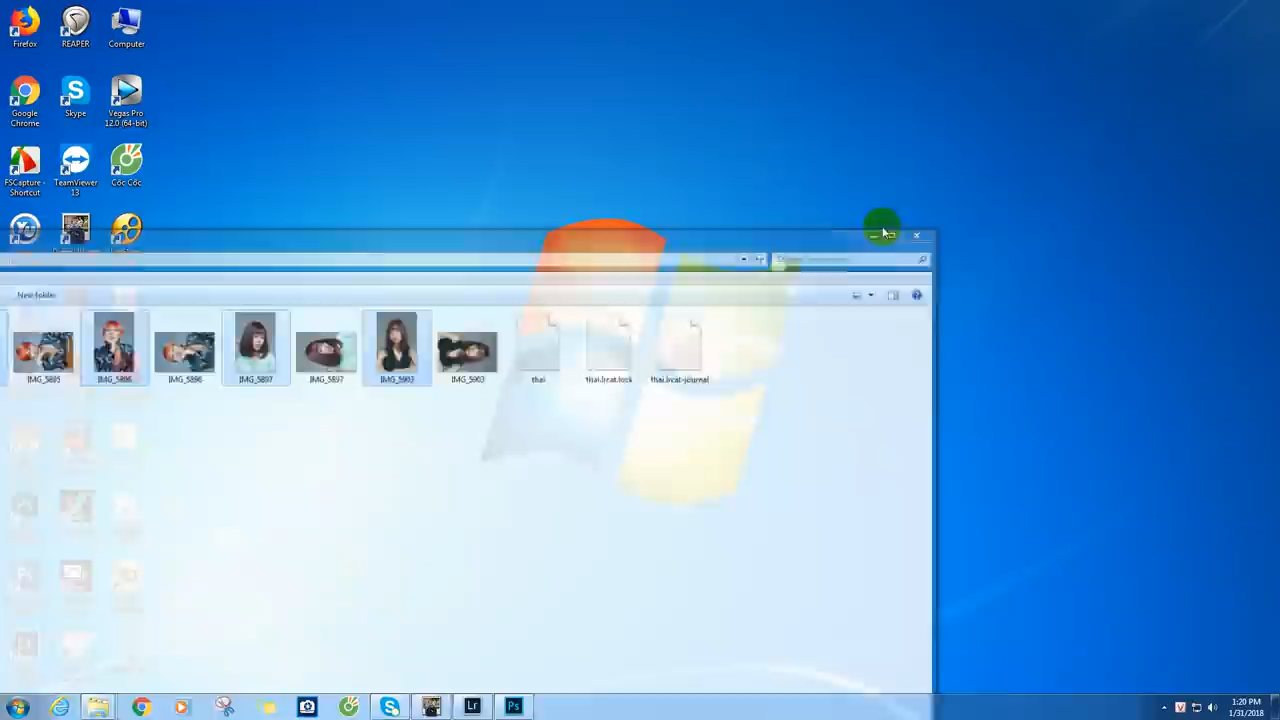 Firefox
REAPER
Computer
Google Chrome
Skype
Vegas Pro 12.0 (64-bit)
FSCapture - Shortcut
TeamViewer 13
Cốc Cốc
New folder
IMG_5895
IMG_5896
IMG_5896
IMG_5897
IMG_5897
IMG_5903
IMG_5903
thai
thai.lrcat.lock
thai.lrcat-journal
Lr
Ps
V
1:20 PM
1/31/2018